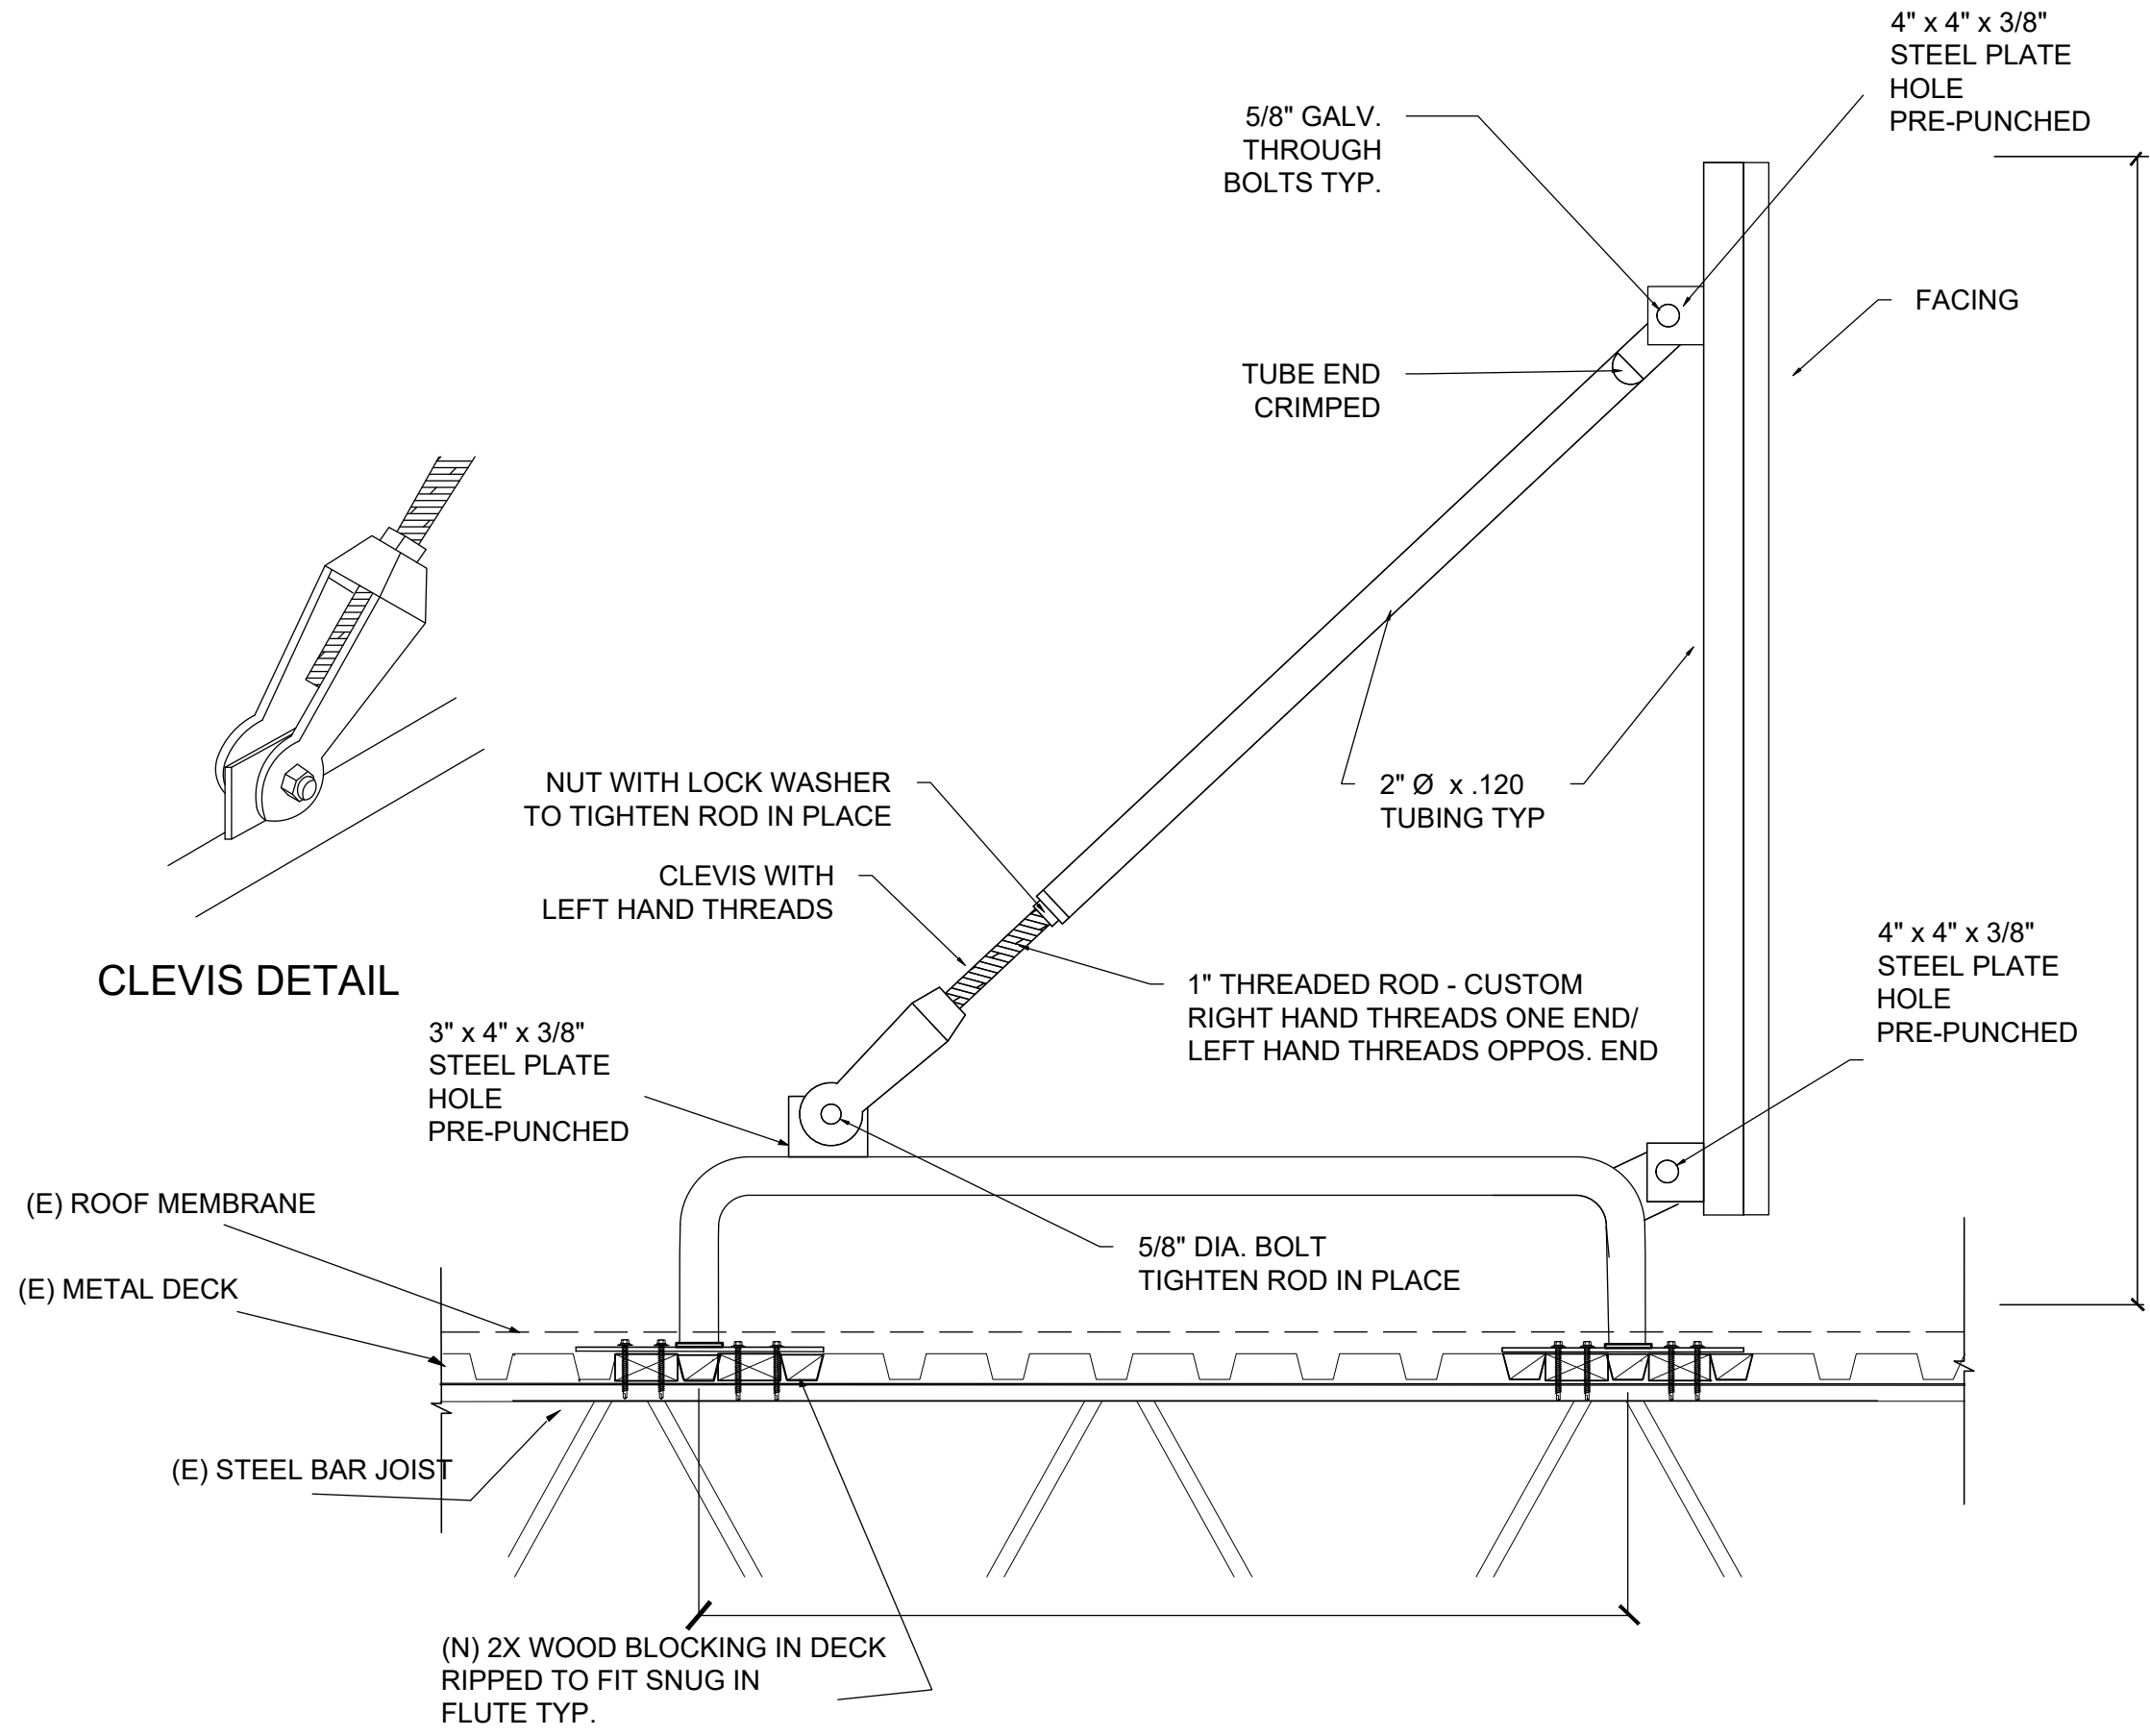 4" x 4" x 3/8"
STEEL PLATE
HOLE
PRE-PUNCHED
5/8" GALV.
THROUGH
BOLTS TYP.
FACING
TUBE END
CRIMPED
NUT WITH LOCK WASHER
TO TIGHTEN ROD IN PLACE
2" Ø x .120
TUBING TYP
CLEVIS WITH
LEFT HAND THREADS
CLEVIS DETAIL
4" x 4" x 3/8"
STEEL PLATE
HOLE
PRE-PUNCHED
1" THREADED ROD - CUSTOM
RIGHT HAND THREADS ONE END/
LEFT HAND THREADS OPPOS. END
3" x 4" x 3/8"
STEEL PLATE
HOLE
PRE-PUNCHED
(E) ROOF MEMBRANE
5/8" DIA. BOLT
TIGHTEN ROD IN PLACE
(E) METAL DECK
(E) STEEL BAR JOIST
(N) 2X WOOD BLOCKING IN DECK
RIPPED TO FIT SNUG IN
FLUTE TYP.